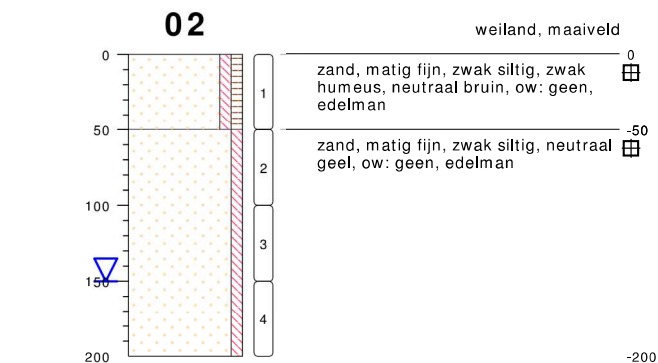 02
weiland, maaiveld
0
0
zand, matig fijn, zwak siltig, zwak
humeus, neutraal bruin, ow: geen,
edelman
1
50
-50
zand, matig fijn, zwak siltig, neutraal
geel, ow: geen, edelman
2
100
3
150
4
200
-200